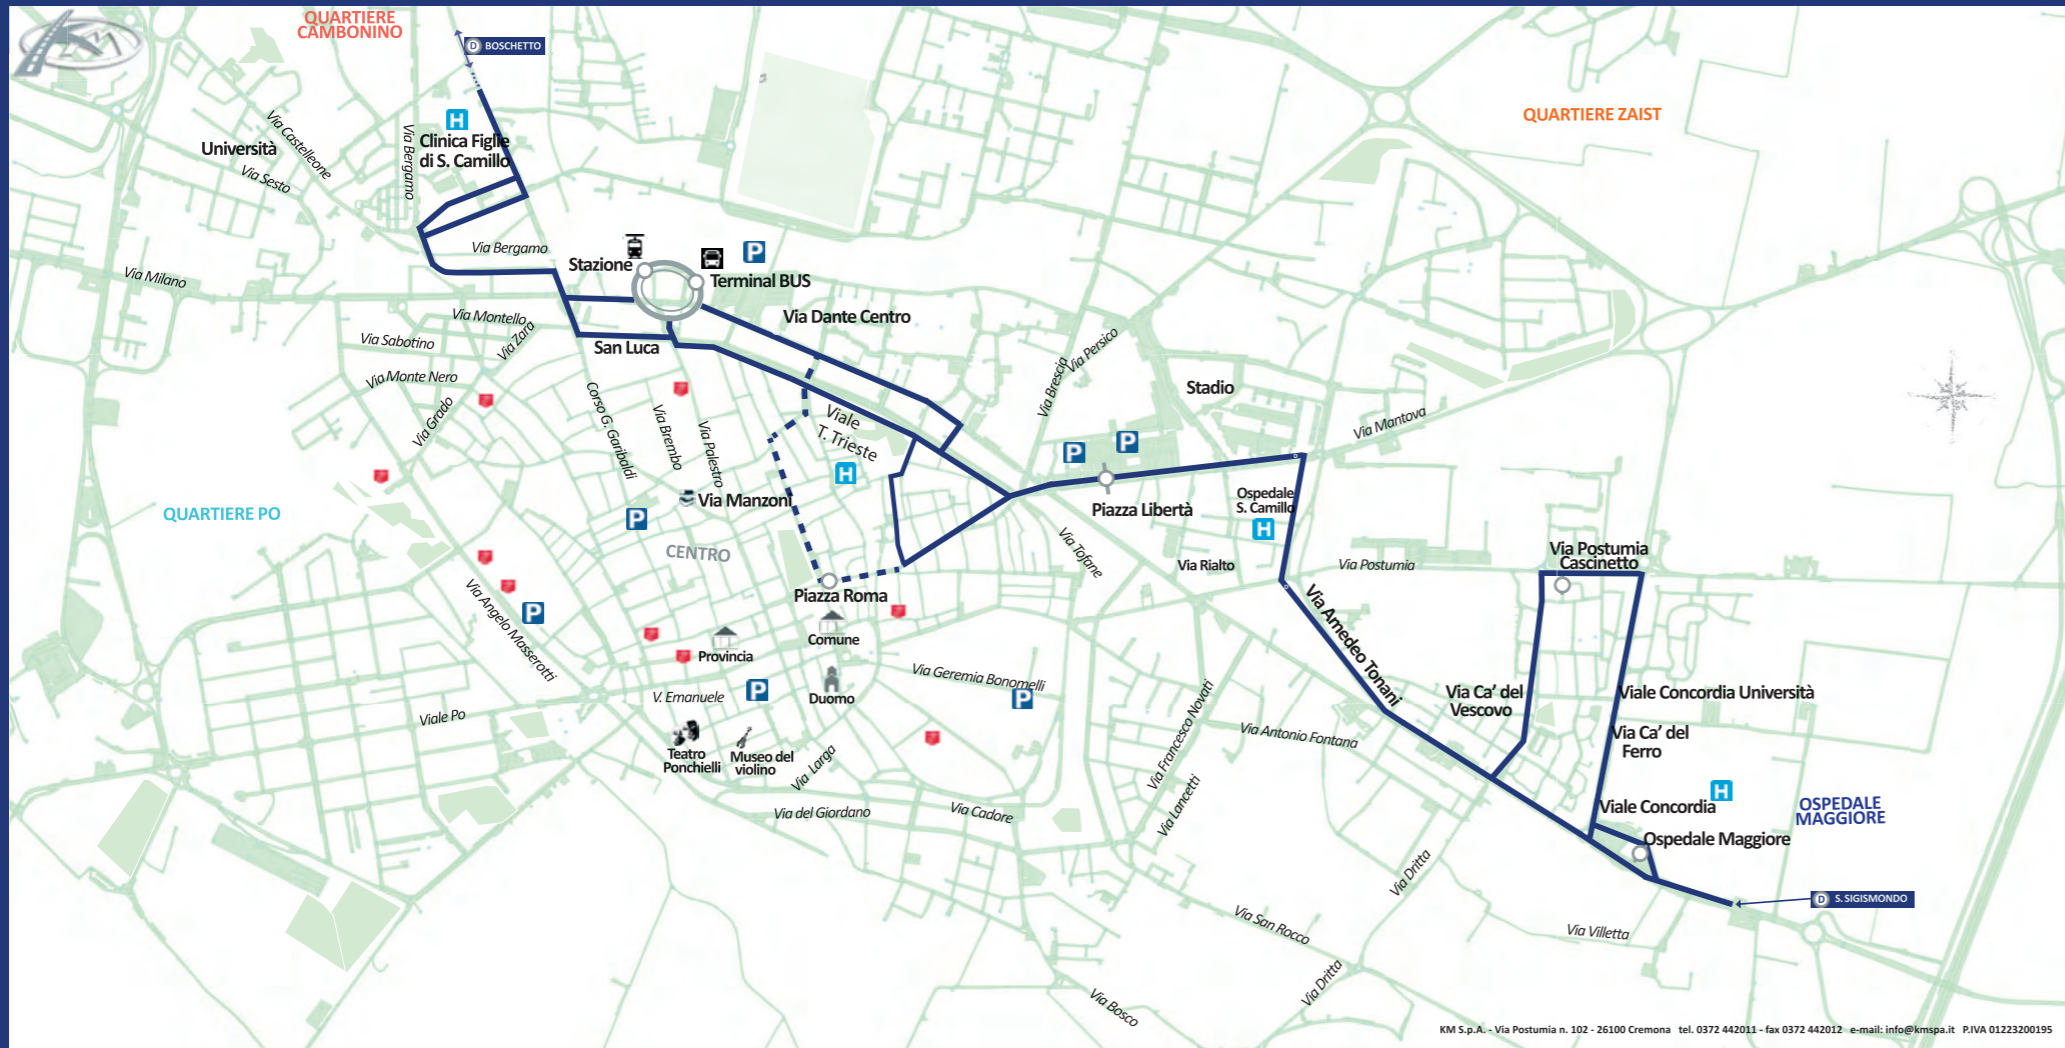 QUARTIERE
CAMBONINO
D BOSCHETTO
KM
H
Clinica Figlie
di S. Camillo
Università
Via Castelleone
Via Sesto
Via Bergamo
QUARTIERE ZAIST
Via Bergamo
Via Milano
Stazione
P
Terminal BUS
Via Dante Centro
Via Montello
Via Zara
Via Sabotino
San Luca
Via Monte Nero
Via Grado
Corso G. Garibaldi
Via Brembo
Via Palestro
Viale
T. Trieste
H
Via Brescia
Via Persico
Stadio
Via Mantova
P
P
Via Manzoni
P
CENTRO
QUARTIERE PO
Piazza Libertà
Ospedale
S. Camillo
H
Via Tofane
Via Rialto
Via Postumia
Via Postumia
Cascinetto
Piazza Roma
Comune
Via Angelo Masserotti
P
Provincia
V. Emanuele
P
Duomo
Via Geremia Bonomelli
P
Via Amedeo Tonani
Via Ca' del
Vescovo
Viale Concordia Università
Via Ca' del
Ferro
Viale Po
Teatro
Ponchielli
Museo del
violino
Via Larga
Via Francesco Novati
Via Antonio Fontana
Via Lancetti
Via del Giordano
Via Cadore
H
Viale Concordia
OSPEDALE
MAGGIORE
Ospedale Maggiore
Via Dritta
D S. SIGISMONDO
Via San Rocco
Via Villetta
Via Dritta
Via Bosco
KM S.p.A. - Via Postumia n. 102 - 26100 Cremona tel. 0372 442011 - fax 0372 442012 e-mail: info@kmspa.it P.IVA 01223200195